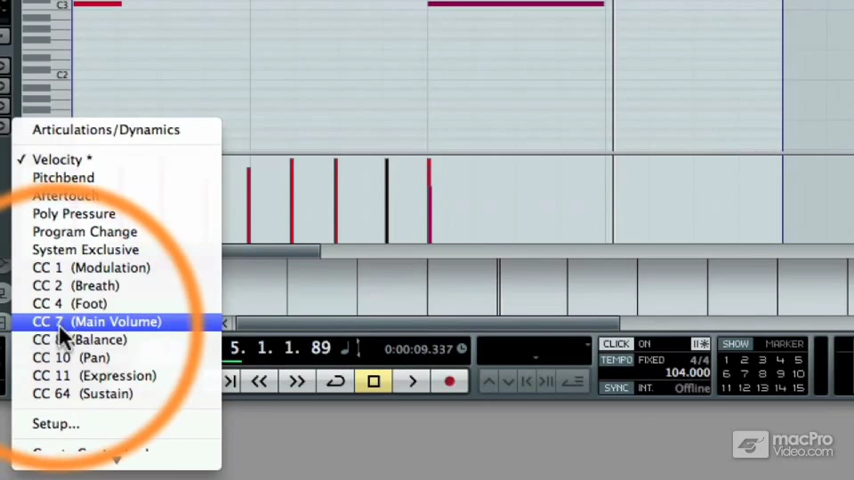 C3
C2
Articulations/Dynamics
✓ Velocity *
Pitchbend
Aftertouch
Poly Pressure
Program Change
System Exclusive
CC 1 (Modulation)
CC 2 (Breath)
CC 4 (Foot)
CC 7 (Main Volume)
CC 8 (Balance)
CC 10 (Pan)
CC 11 (Expression)
CC 64 (Sustain)
Setup...
5. 1. 1. 89
0:00:09.337
CLICK ON
TEMPO FIXED
SYNC INT.
4/4
104.000
Offline
SHOW MARKER
1 2 3 4 5
6 7 8 9 10
11 12 13 14 15
macPro
Video.com